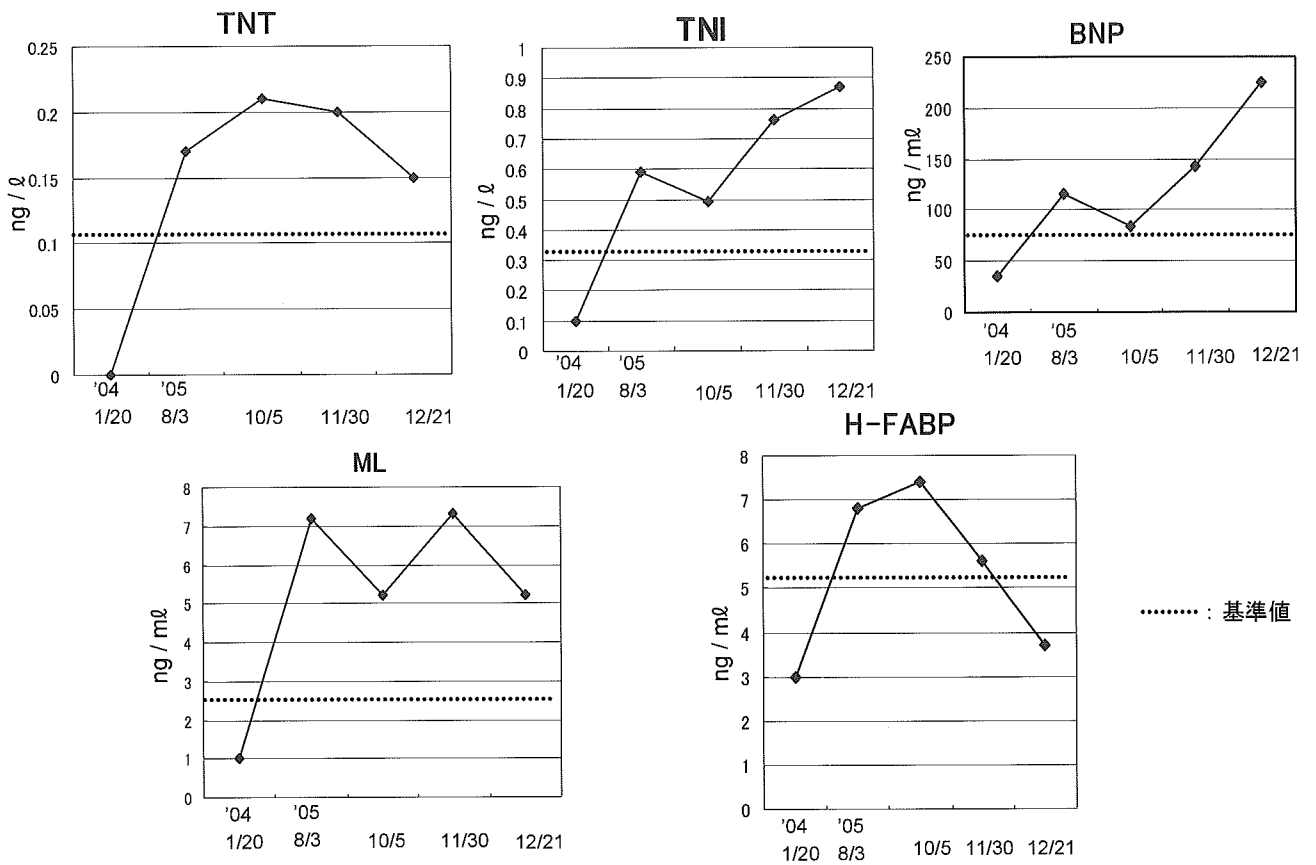 TNT
0.25
0.2
0.15
0.1
0.05
0
ng / ℓ
'04 '05
1/20 8/3 10/5 11/30 12/21
TNI
1
0.9
0.8
0.7
0.6
0.5
0.4
0.3
0.2
0.1
0
ng / ℓ
'04 '05
1/20 8/3 10/5 11/30 12/21
BNP
250
200
150
100
50
0
ng / mℓ
'04 '05
1/20 8/3 10/5 11/30 12/21
ML
8
7
6
5
4
3
2
1
0
ng / mℓ
'04 '05
1/20 8/3 10/5 11/30 12/21
H-FABP
8
7
6
5
4
3
2
1
0
ng / mℓ
'04 '05
1/20 8/3 10/5 11/30 12/21
: 基準値